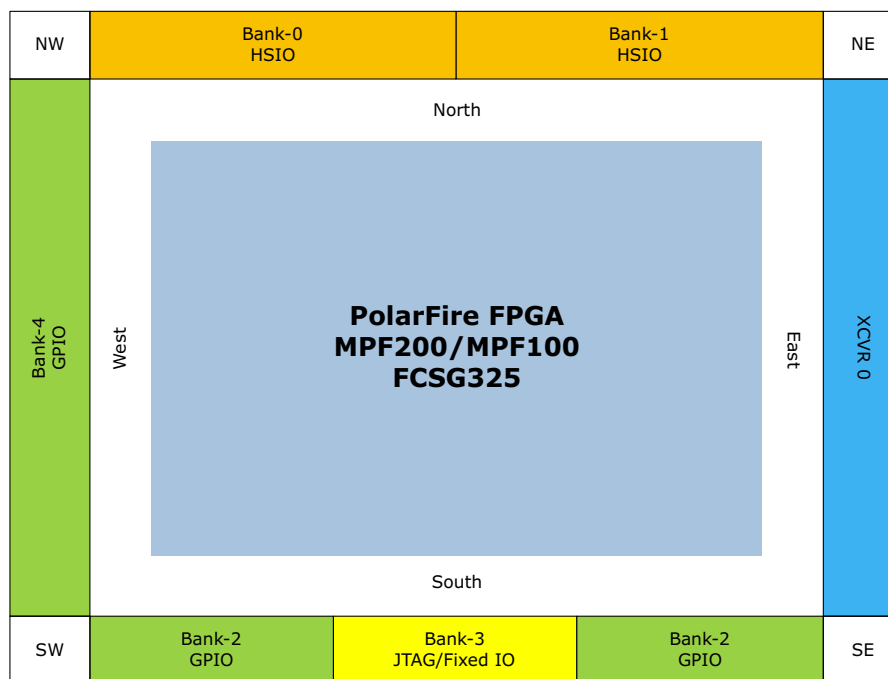 NW
Bank-0
HSIO
Bank-1
HSIO
NE
North
Bank-4
GPIO
West
PolarFire FPGA
MPF200/MPF100
FCSG325
East
XCVR 0
South
SW
Bank-2
GPIO
Bank-3
JTAG/Fixed IO
Bank-2
GPIO
SE